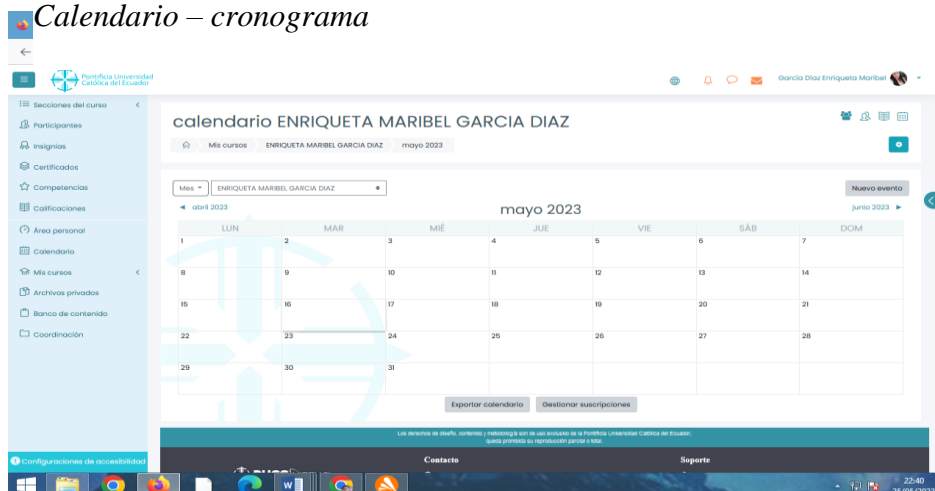 Calendario – cronograma
Pontificia Universidad
Católica del Ecuador
García Díaz Enriqueta Maribel
Secciones del curso
Participantes
Insignias
Certificados
Competencias
Calificaciones
Área personal
Calendario
Mis cursos
Archivos privados
Banco de contenido
Coordinación
Configuraciones de accesibilidad
calendario ENRIQUETA MARIBEL GARCIA DIAZ
Mis cursos ENRIQUETA MARIBEL GARCIA DIAZ mayo 2023
Mes ENRIQUETA MARIBEL GARCIA DIAZ Nuevo evento
◄ abril 2023 mayo 2023 junio 2023 ►
LUN MAR MIÉ JUE VIE SÁB DOM
1 2 3 4 5 6 7
8 9 10 11 12 13 14
15 16 17 18 19 20 21
22 23 24 25 26 27 28
29 30 31
Exportar calendario Gestionar suscripciones
Los derechos de diseño, contenido y metodología son de uso exclusivo de la Pontificia Universidad Católica del Ecuador,
queda prohibida su reproducción parcial o total.
Contacto Soporte
22:40